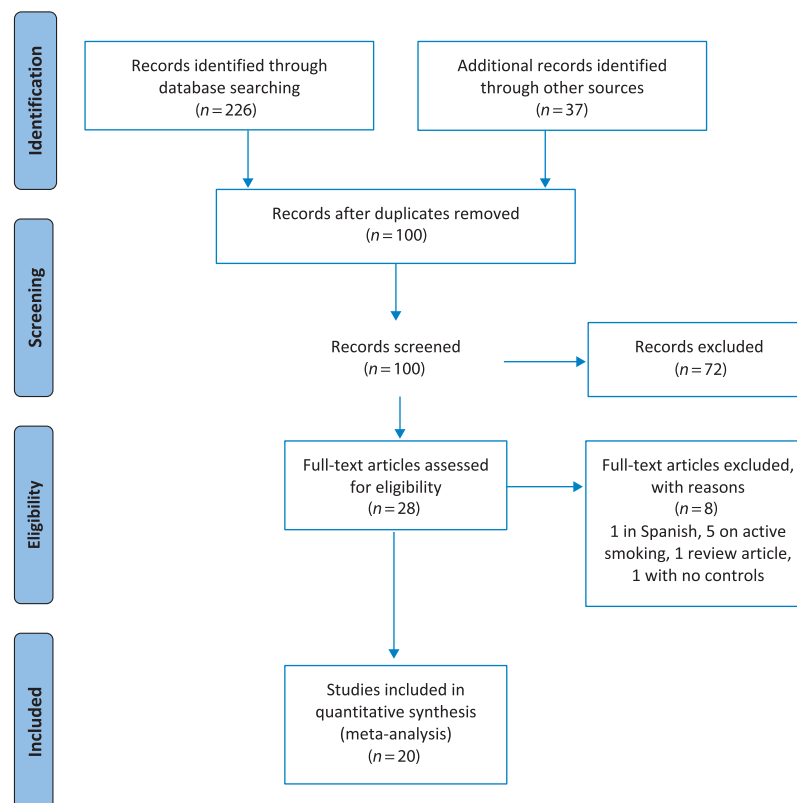 Identification
Records identified through
database searching
(n = 226)
Additional records identified
through other sources
(n = 37)
Records after duplicates removed
(n = 100)
Screening
Records screened
(n = 100)
Records excluded
(n = 72)
Eligibility
Full-text articles assessed
for eligibility
(n = 28)
Full-text articles excluded,
with reasons
(n = 8)
1 in Spanish, 5 on active
smoking, 1 review article,
1 with no controls
Included
Studies included in
quantitative synthesis
(meta-analysis)
(n = 20)